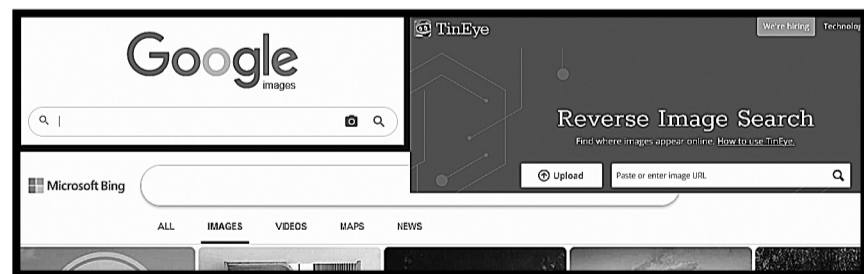 Google
images
TinEye
We're hiring
Reverse Image Search
Find where images appear online. How to use TinEye.
Upload
Paste or enter image URL
Microsoft Bing
ALL IMAGES VIDEOS MAPS NEWS